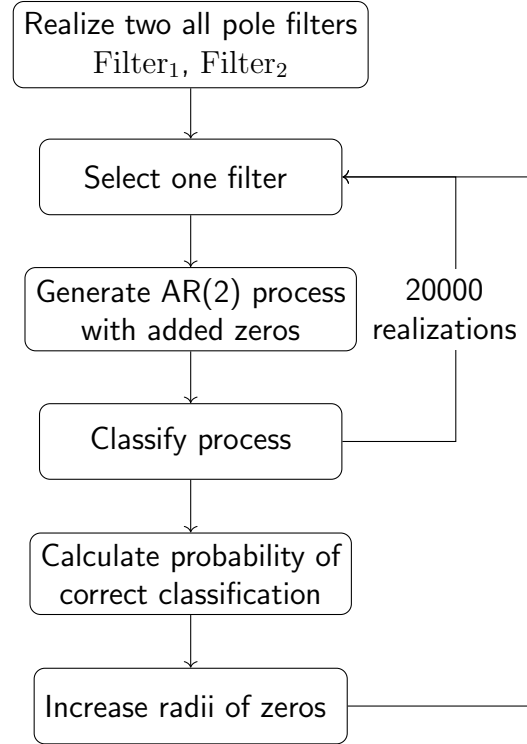 Realize two all pole filters
Filter₁, Filter₂
Select one filter
Generate AR(2) process
with added zeros
20000
realizations
Classify process
Calculate probability of
correct classification
Increase radii of zeros